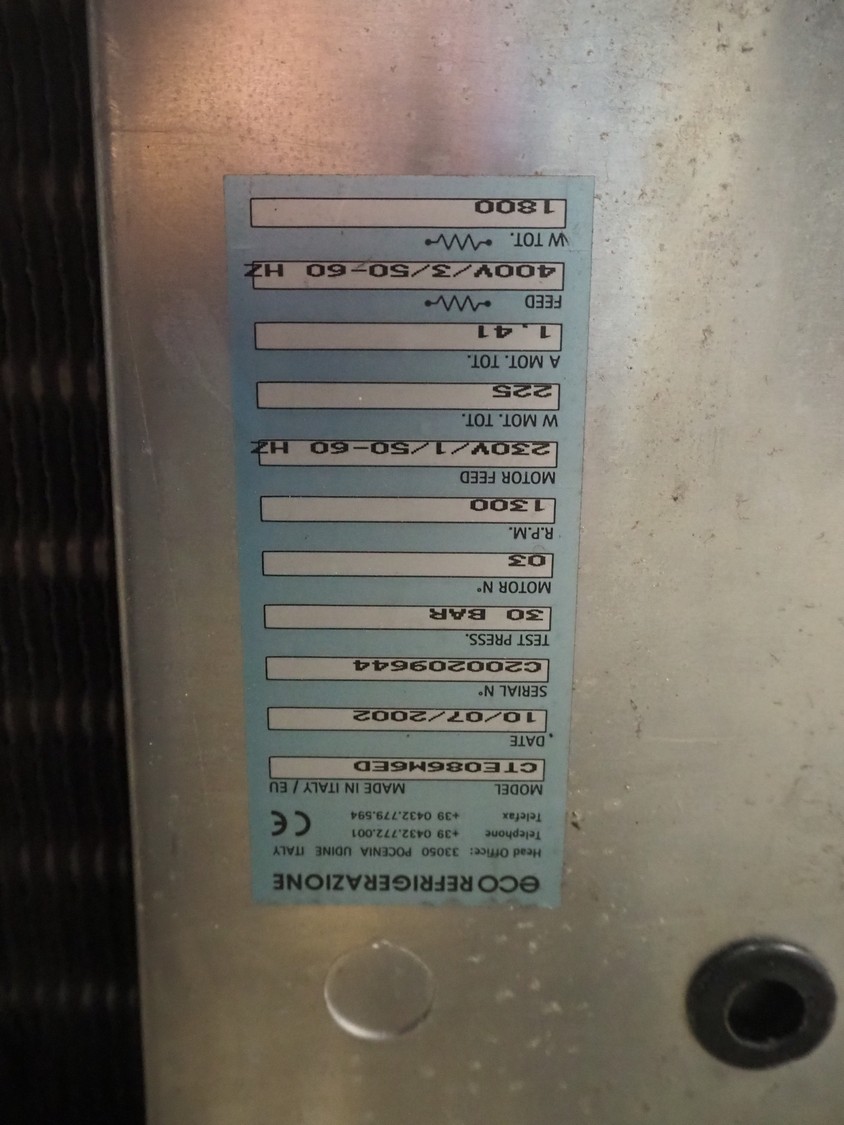 eco REFRIGERAZIONE
Head Office: 33050 POCENIA UDINE ITALY
Telephone +39 0432.772.001
Telefax +39 0432.779.594
CE
MODEL MADE IN ITALY / EU
CTE086M6ED
DATE
10/07/2002
SERIAL N°
C200209644
TEST PRESS.
30 BAR
MOTOR N°
03
R.P.M.
1300
MOTOR FEED
230V/1/50-60 HZ
W MOT. TOT.
225
A MOT. TOT.
1,41
FEED
400V/3/50-60 HZ
W TOT.
1800